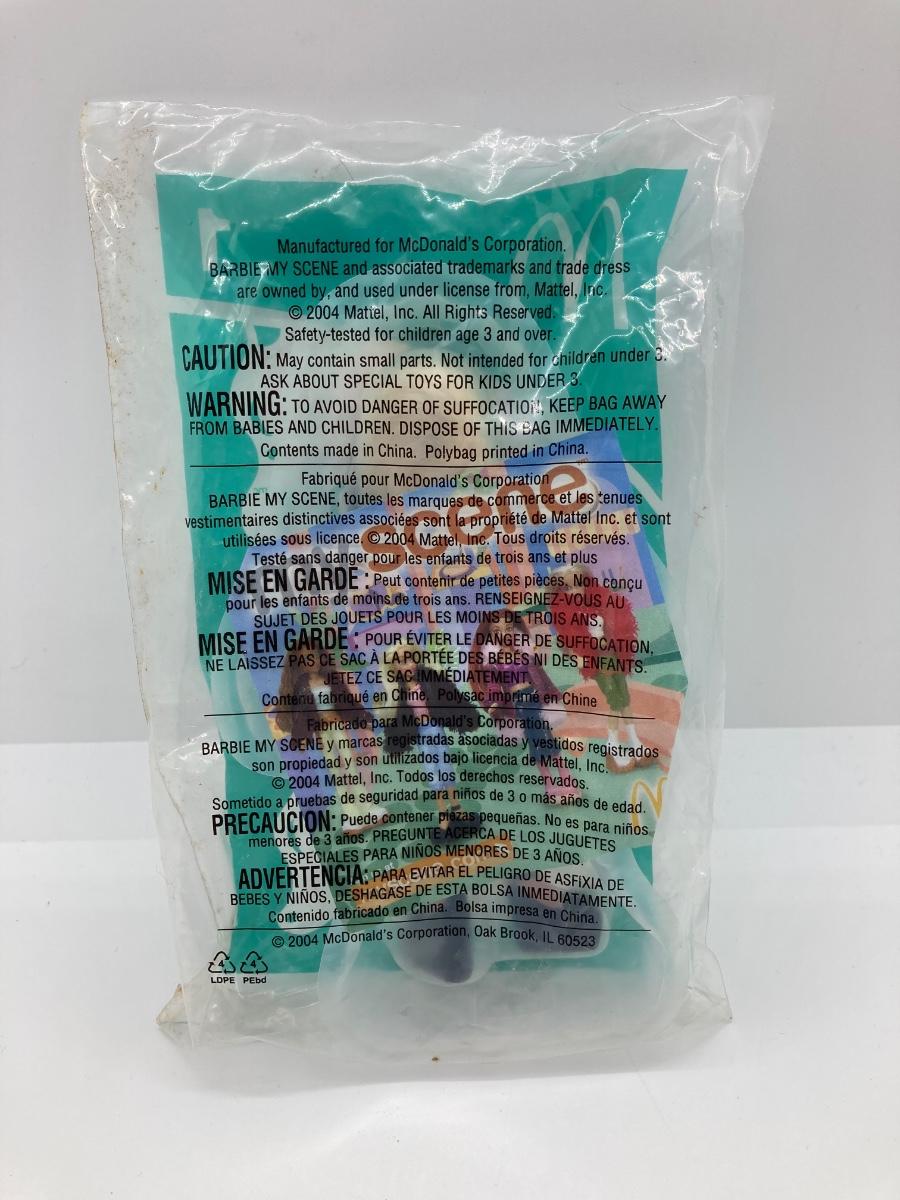 Manufactured for McDonald's Corporation.
BARBIE MY SCENE and associated trademarks and trade dress
are owned by, and used under license from, Mattel, Inc.
© 2004 Mattel, Inc. All Rights Reserved.
Safety-tested for children age 3 and over.
CAUTION: May contain small parts. Not intended for children under 3.
ASK ABOUT SPECIAL TOYS FOR KIDS UNDER 3.
WARNING: TO AVOID DANGER OF SUFFOCATION, KEEP BAG AWAY
FROM BABIES AND CHILDREN. DISPOSE OF THIS BAG IMMEDIATELY.
Contents made in China. Polybag printed in China.
Fabriqué pour McDonald's Corporation
BARBIE MY SCENE, toutes les marques de commerce et les tenues
vestimentaires distinctives associées sont la propriété de Mattel Inc. et sont
utilisées sous licence. © 2004 Mattel, Inc. Tous droits réservés.
Testé sans danger pour les enfants de trois ans et plus
MISE EN GARDE : Peut contenir de petites pièces. Non conçu
pour les enfants de moins de trois ans. RENSEIGNEZ-VOUS AU
SUJET DES JOUETS POUR LES MOINS DE TROIS ANS.
MISE EN GARDE : POUR ÉVITER LE DANGER DE SUFFOCATION,
NE LAISSEZ PAS CE SAC À LA PORTÉE DES BÉBÉS NI DES ENFANTS.
JETEZ CE SAC IMMÉDIATEMENT
Contenu fabriqué en Chine. Polysac imprimé en Chine
Fabricado para McDonald's Corporation.
BARBIE MY SCENE y marcas registradas asociadas y vestidos registrados
son propiedad y son utilizados bajo licencia de Mattel, Inc.
© 2004 Mattel, Inc. Todos los derechos reservados.
Sometido a pruebas de seguridad para niños de 3 o más años de edad.
PRECAUCION: Puede contener piezas pequeñas. No es para niños
menores de 3 años. PREGUNTE ACERCA DE LOS JUGUETES
ESPECIALES PARA NIÑOS MENORES DE 3 AÑOS.
ADVERTENCIA: PARA EVITAR EL PELIGRO DE ASFIXIA DE
BEBES Y NIÑOS, DESHAGASE DE ESTA BOLSA INMEDIATAMENTE.
Contenido fabricado en China. Bolsa impresa en China.
© 2004 McDonald's Corporation, Oak Brook, IL 60523
4 4
LDPE PEbd
scene